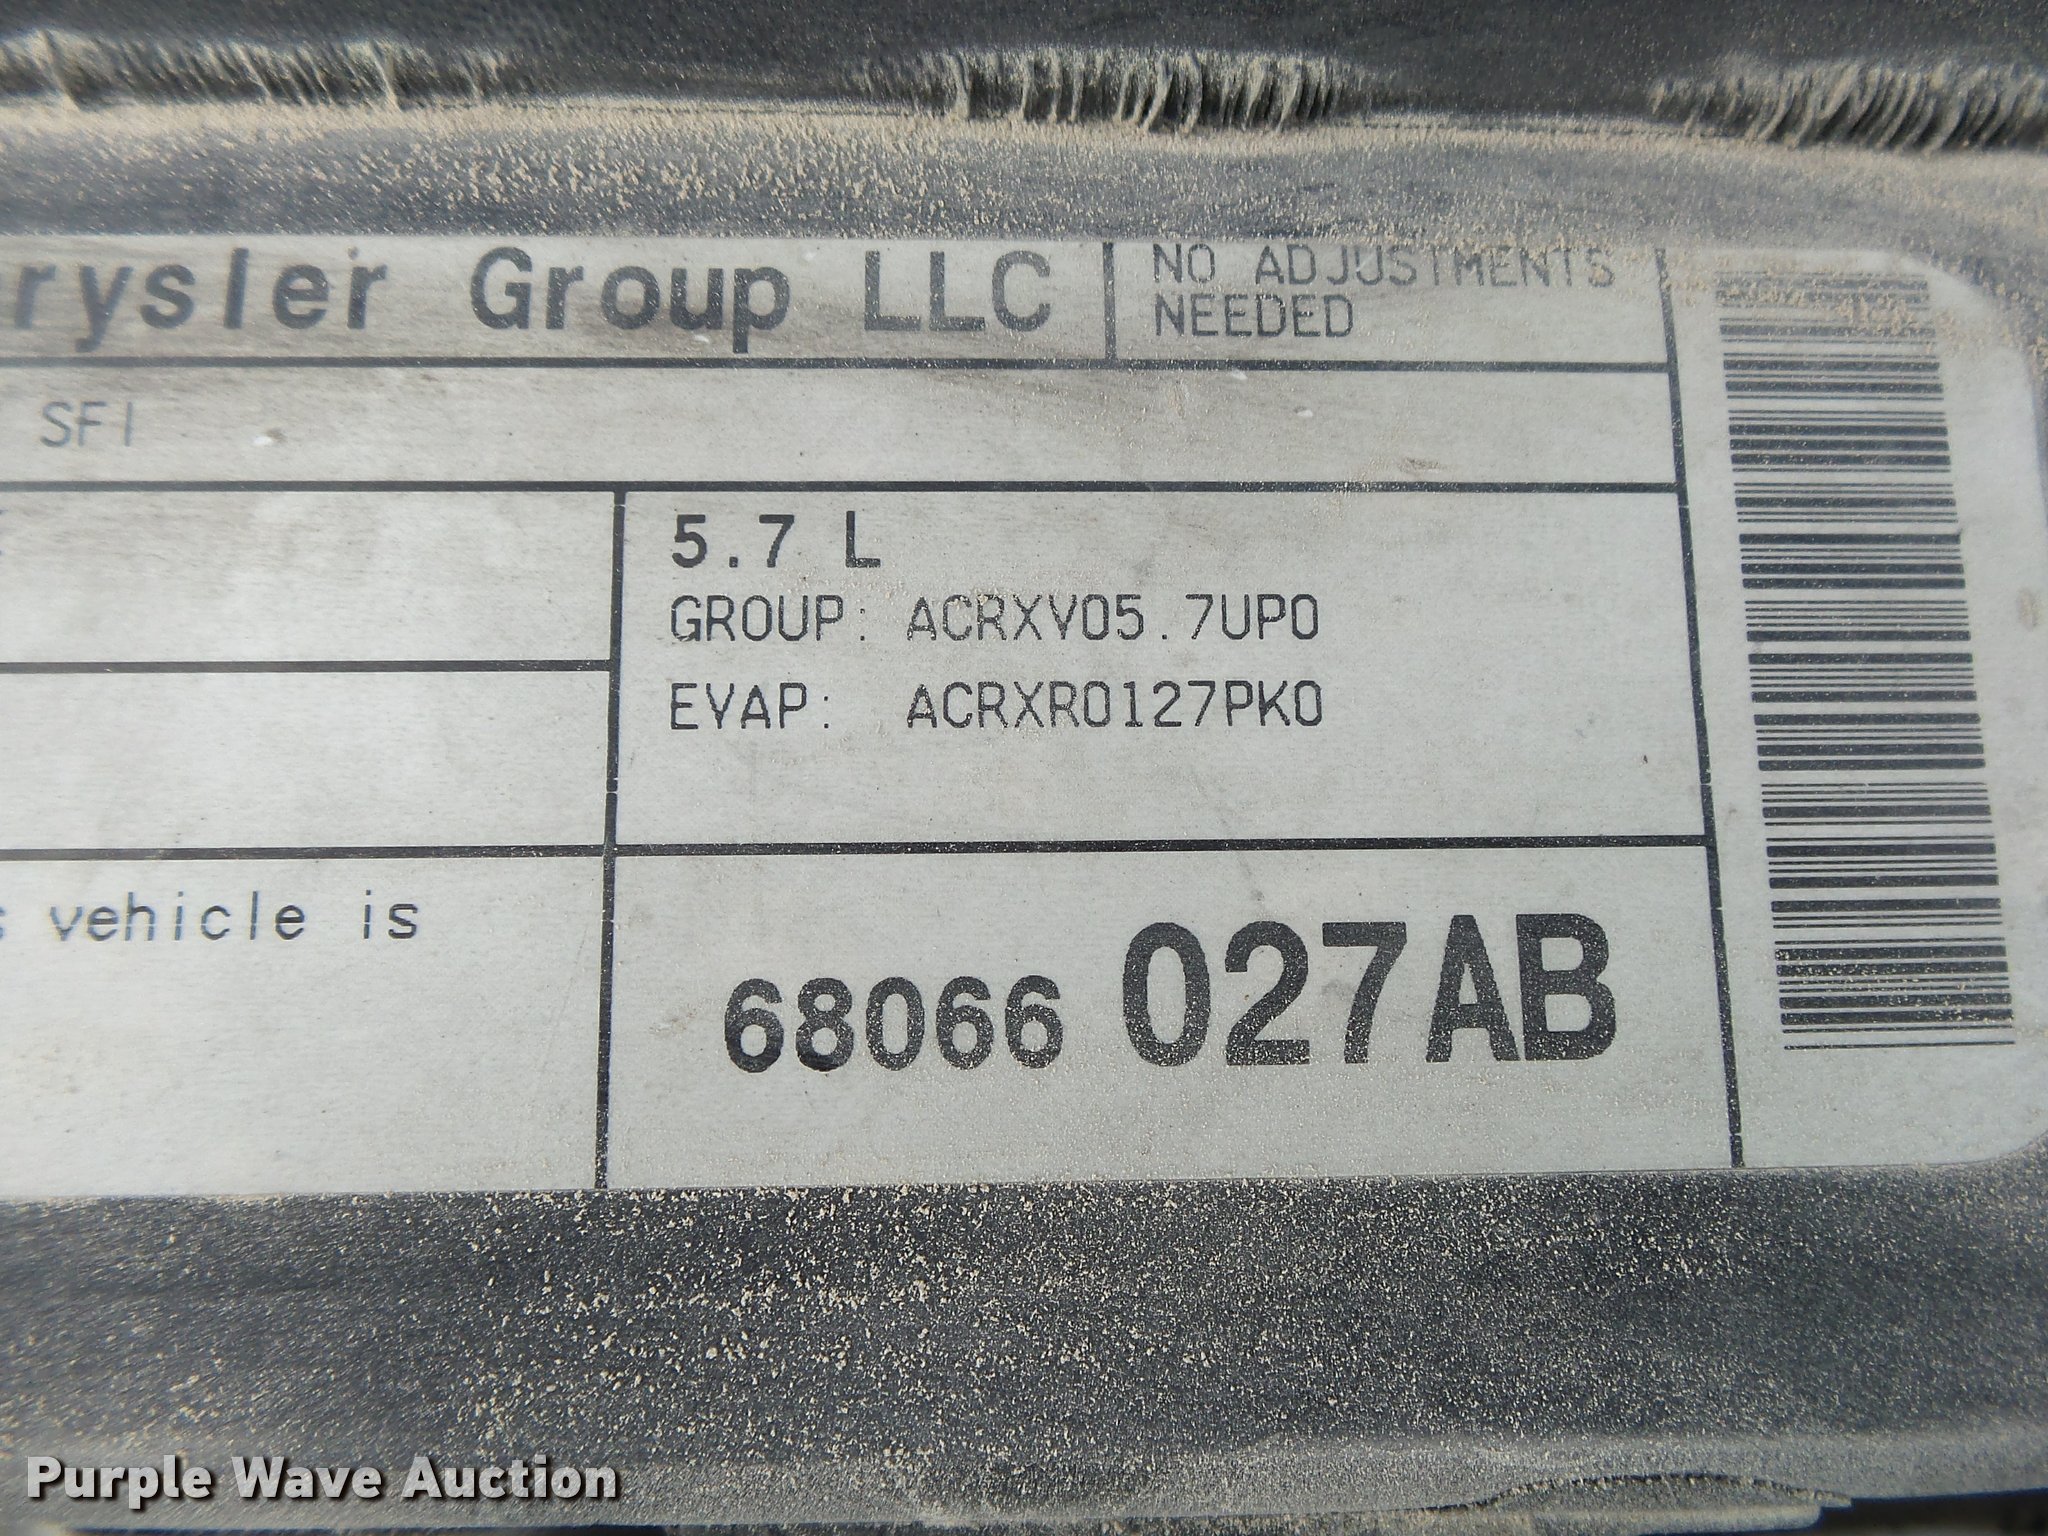 rysler Group LLC
NO ADJUSTMENTS
NEEDED
SFI
5.7 L
GROUP: ACRXV05.7UP0
EVAP: ACRXR0127PK0
s vehicle is
68066 027AB
Purple Wave Auction